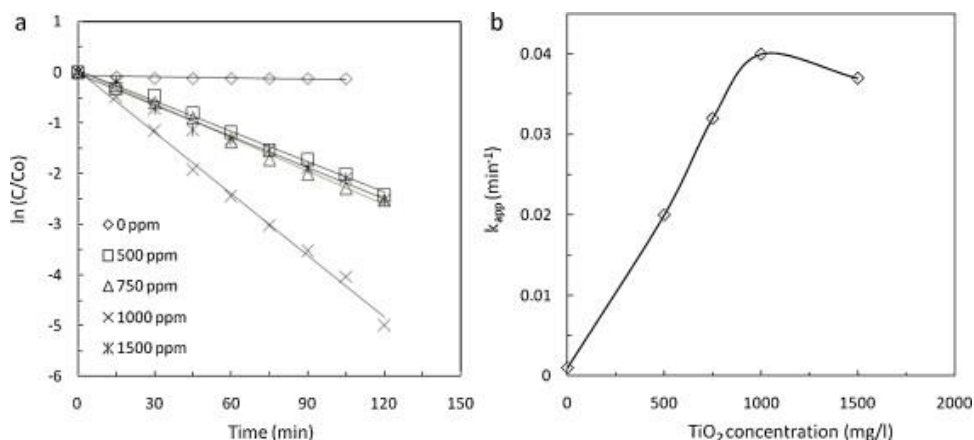 a
1
0
-1
-2
-3
-4
-5
-6
ln (C/Co)
0 ppm
500 ppm
750 ppm
1000 ppm
1500 ppm
0 30 60 90 120 150
Time (min)
b
0.04
0.03
0.02
0.01
0
kapp (min-1)
0 500 1000 1500 2000
TiO2 concentration (mg/l)